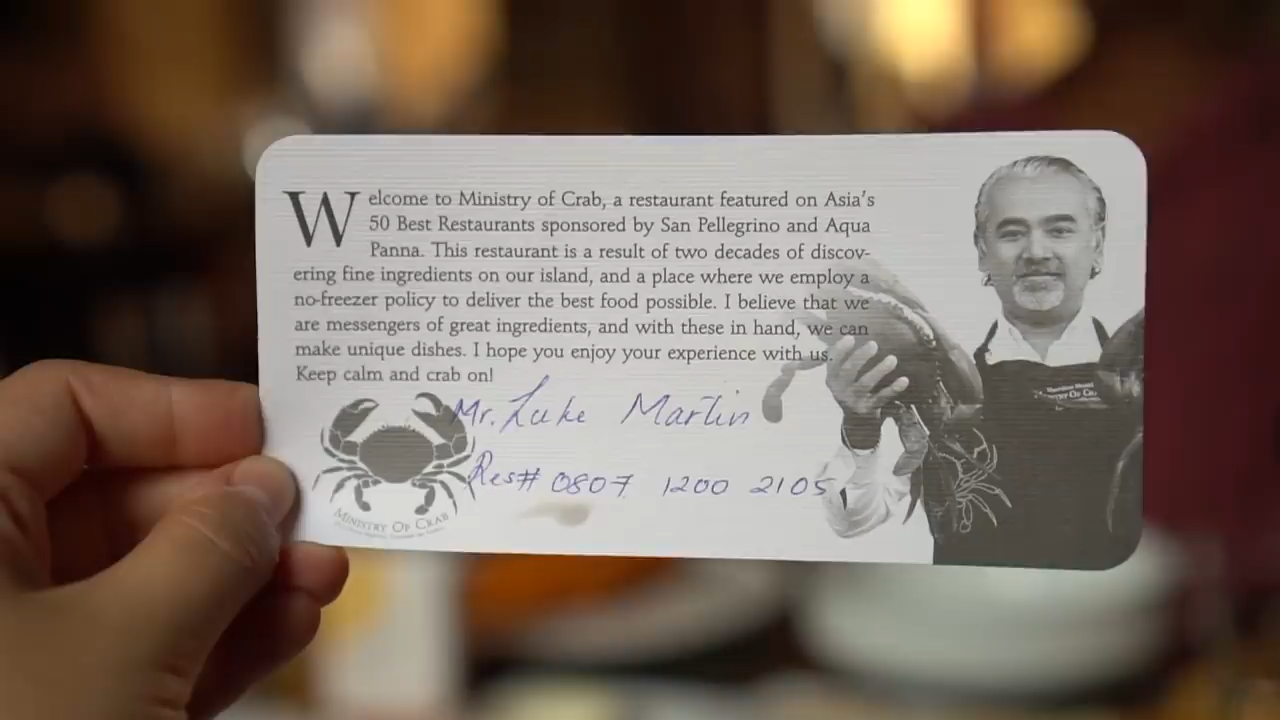 Welcome to Ministry of Crab, a restaurant featured on Asia's
50 Best Restaurants sponsored by San Pellegrino and Aqua
Panna. This restaurant is a result of two decades of discov-
ering fine ingredients on our island, and a place where we employ a
no-freezer policy to deliver the best food possible. I believe that we
are messengers of great ingredients, and with these in hand, we can
make unique dishes. I hope you enjoy your experience with us.
Keep calm and crab on!
Mr. Luke Martin
Res# 0807 1200 2105
MINISTRY OF CRAB